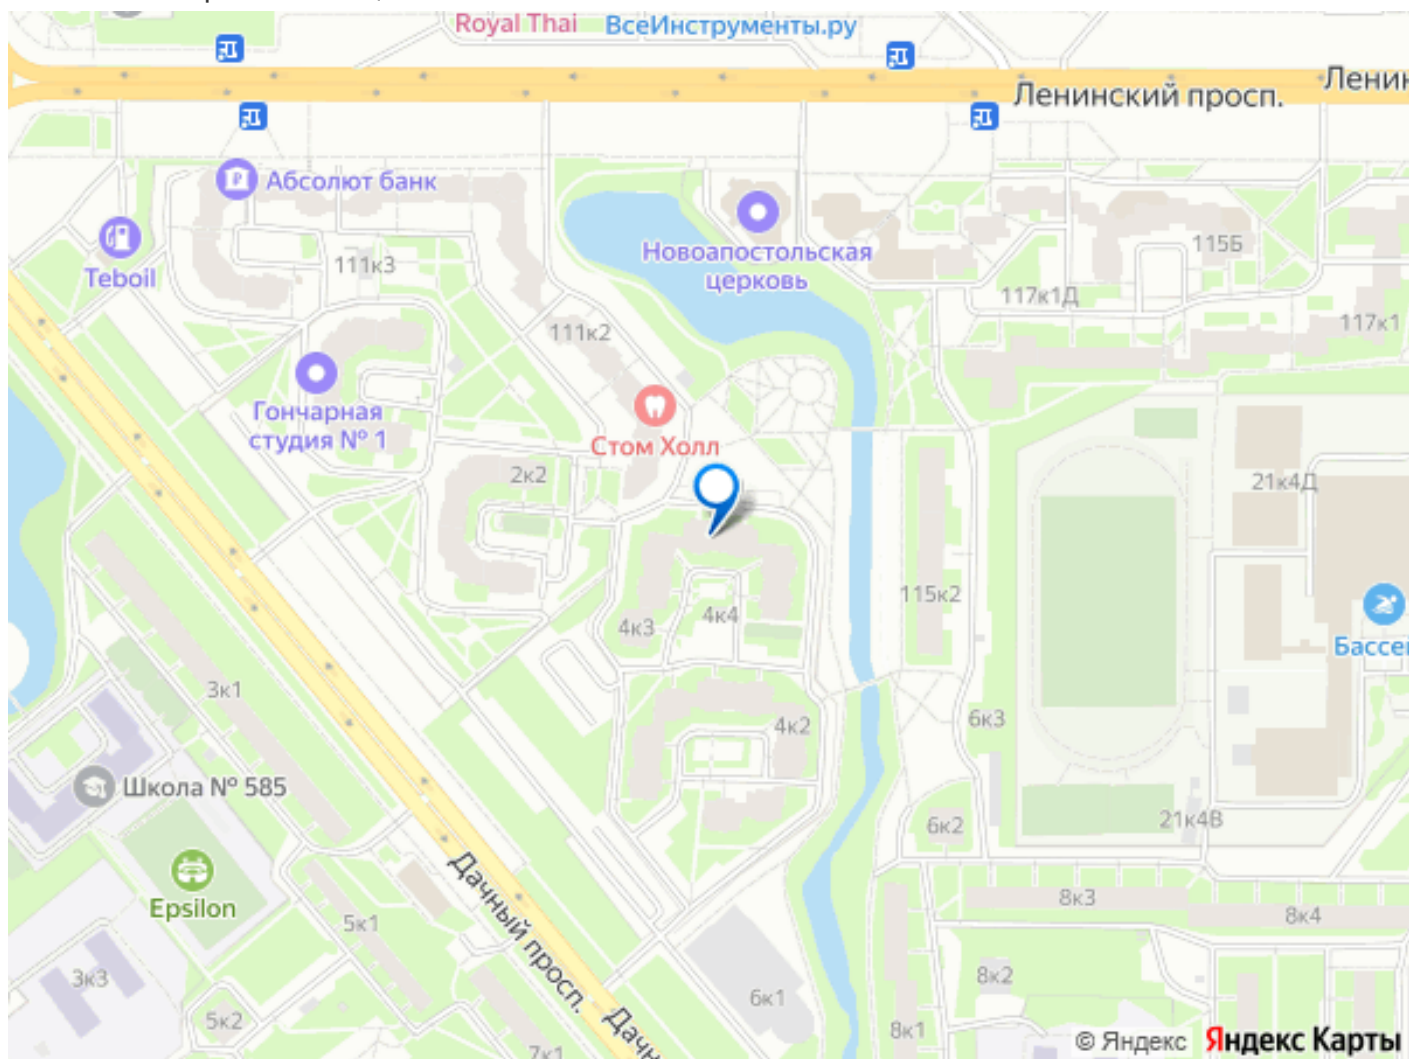 Royal Thai
ВсеИнструменты.ру
Ленинский просп.
Ленин
Абсолют банк
Teboil
111к3
Новоапостольская
церковь
115Б
117к1Д
117к1
111к2
Гончарная
студия № 1
Стом Холл
2к2
21к4Д
115к2
4к3
4к4
Бассей
3к1
4к2
6к3
Школа № 585
21к4В
6к2
Epsilon
Дачный просп.
5к1
8к3
8к4
3к3
8к2
6к1
5к2
8к1
7к1
Дачн
© Яндекс Яндекс Карты